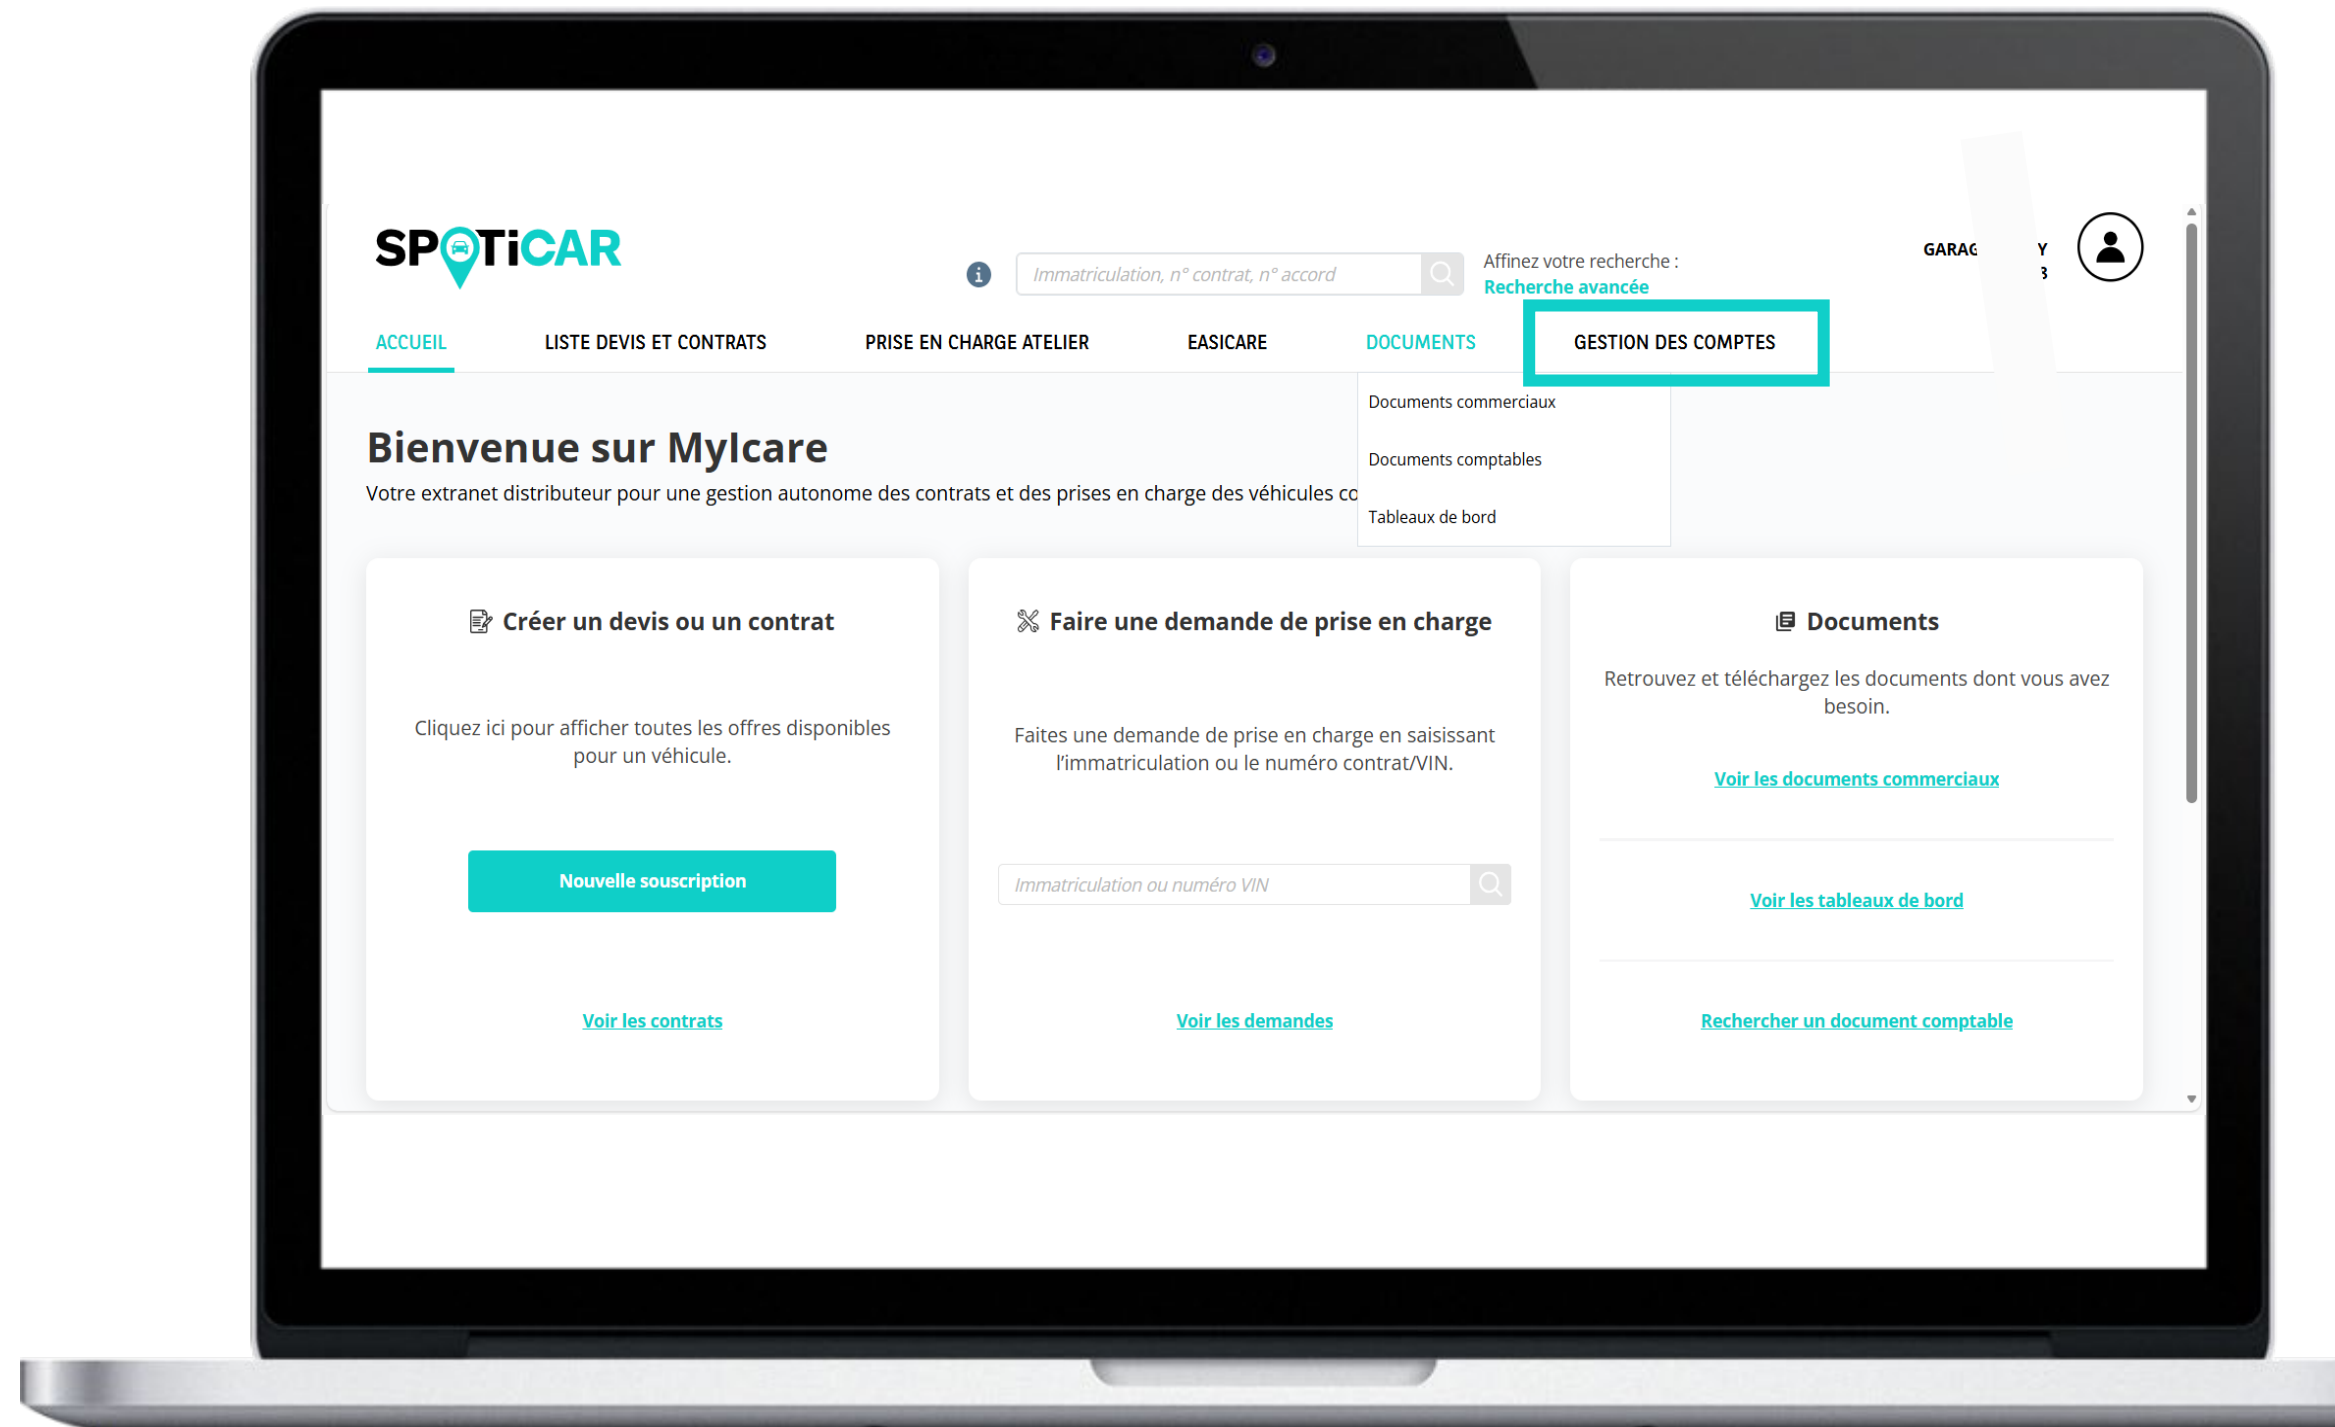 SPOTiCAR
Immatriculation, n° contrat, n° accord
Affinez votre recherche :
Recherche avancée
ACCUEIL
LISTE DEVIS ET CONTRATS
PRISE EN CHARGE ATELIER
EASICARE
DOCUMENTS
GESTION DES COMPTES
Documents commerciaux
Documents comptables
Tableaux de bord
Bienvenue sur MyIcare
Votre extranet distributeur pour une gestion autonome des contrats et des prises en charge des véhicules co
Créer un devis ou un contrat
Cliquez ici pour afficher toutes les offres disponibles
pour un véhicule.
Nouvelle souscription
Voir les contrats
Faire une demande de prise en charge
Faites une demande de prise en charge en saisissant
l'immatriculation ou le numéro contrat/VIN.
Immatriculation ou numéro VIN
Voir les demandes
Documents
Retrouvez et téléchargez les documents dont vous avez
besoin.
Voir les documents commerciaux
Voir les tableaux de bord
Rechercher un document comptable